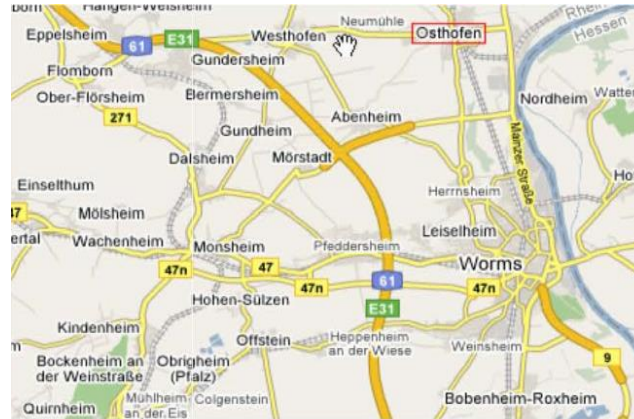 Hangen-Weisheim
Eppelsheim
61
E31
Westhofen
Neumühle
Osthofen
Rhein
Hessen
Gundersheim
Flomborn
Ober-Flörsheim
Bermersheim
Abenheim
Nordheim
271
Gundheim
Mainzer Straße
Dalsheim
Mörstadt
Einselthum
Herrnsheim
Mölsheim
Leiselheim
Wachenheim
Monsheim
Pfeddersheim
47n
47
Worms
61
47n
47n
Hohen-Sülzen
E31
Kindenheim
Offstein
Heppenheim
an der Wiese
Weinsheim
9
Bockenheim an
der Weinstraße
Obrigheim
(Pfalz)
Mühlheim
an der Eis
Colgenstein
Bobenheim-Roxheim
Quirnheim